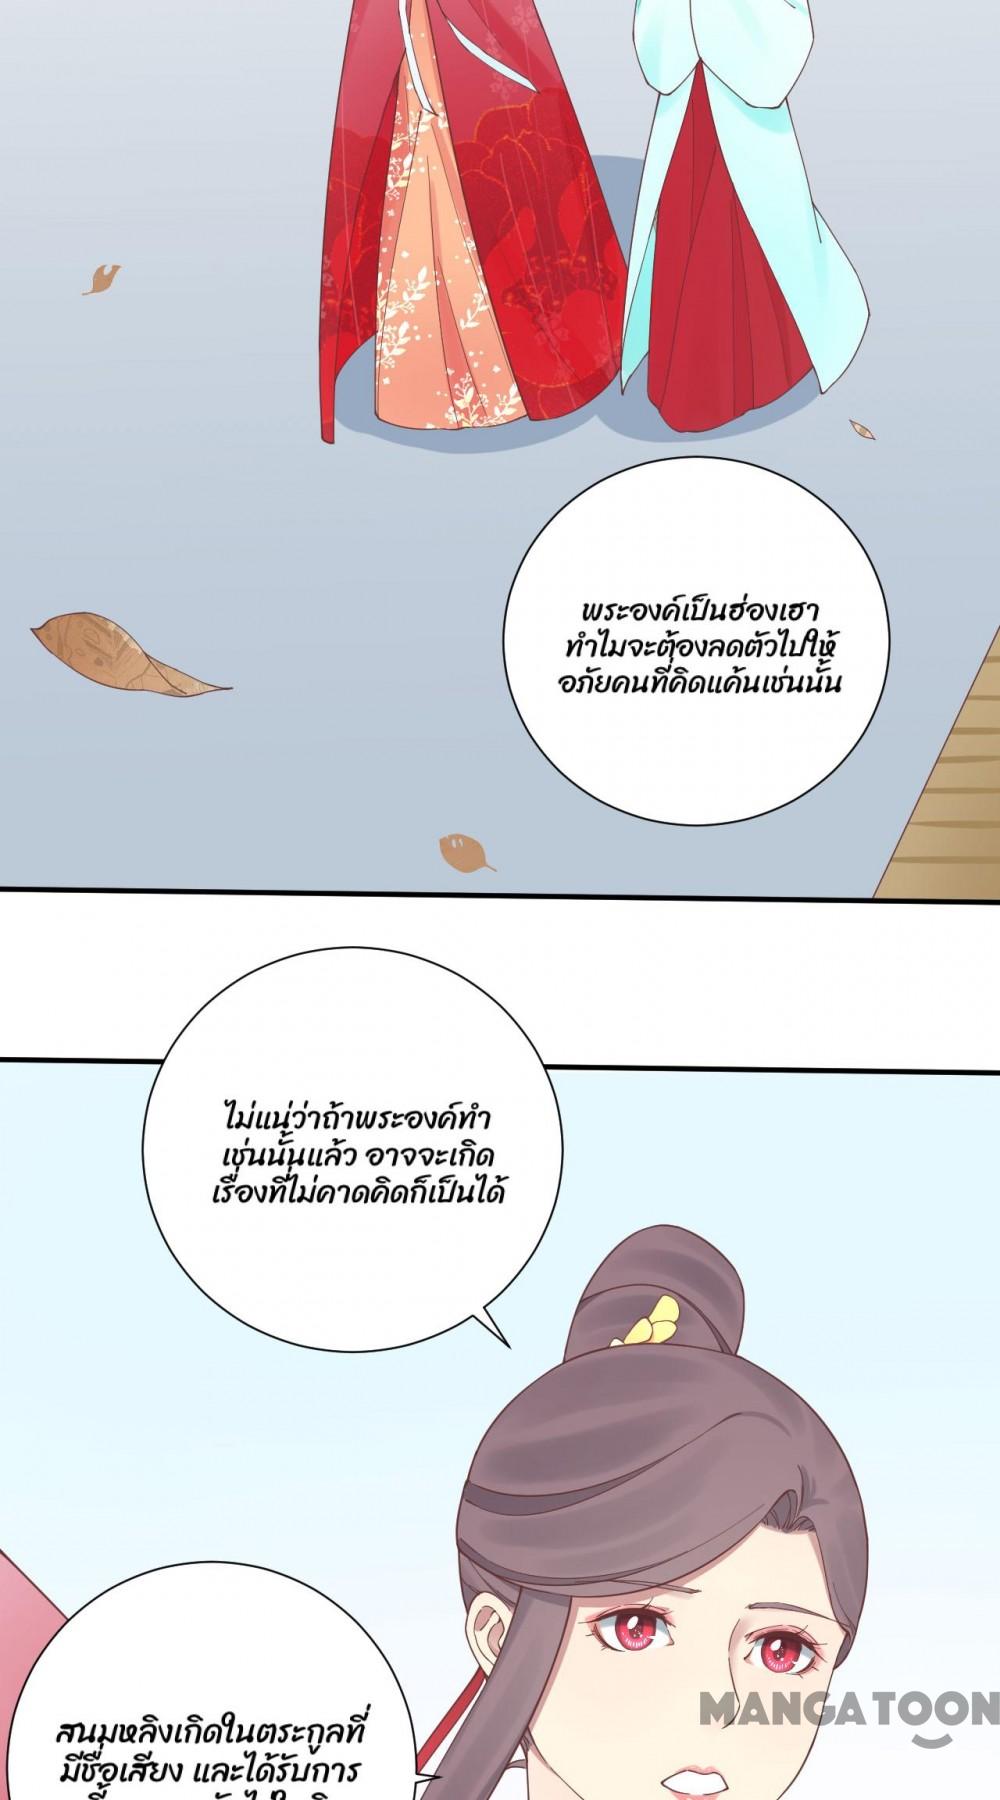 พระองค์เป็นฮ่องเฮา
ทำไมจะต้องลดตัวไปให้
อภัยคนที่คิดแค้นเช่นนั้น
ไม่แน่ว่าถ้าพระองค์ทำ
เช่นนั้นแล้ว อาจจะเกิด
เรื่องที่ไม่คาดคิดก็เป็นได้
MANGATOON
สนมหลิงเกิดในตระกูลที่
มีชื่อเสียง และได้รับการ